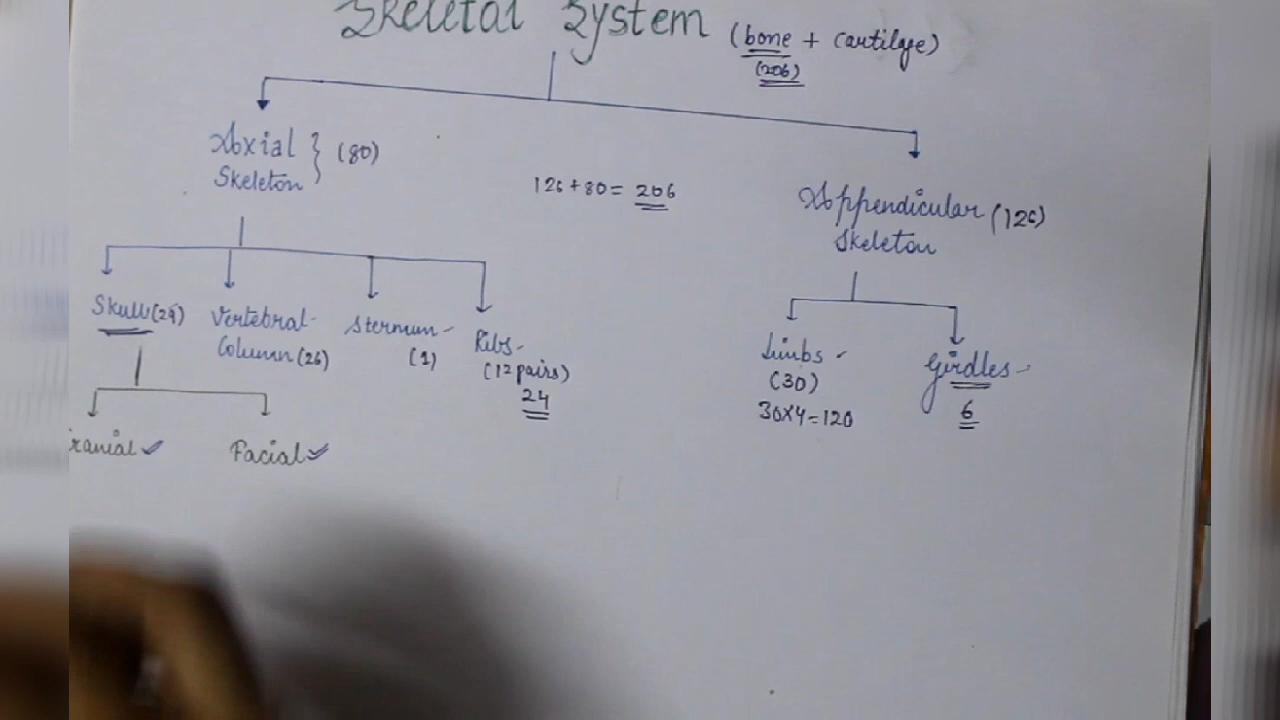 Skeletal System (bone + Cartilage)
(206)
Axial Skeleton } (80)
126+80= 206
Appendicular (126)
Skeleton
Skull(29)
Vertebral-
Column(26)
Sternum-
(1)
Ribs-
(12 pairs)
24
Limbs -
(30)
30x4=120
Girdles-
6
ranial
Facial